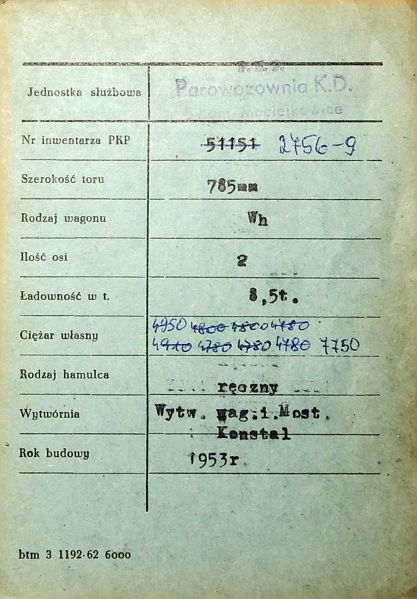 P.K.P.
Jednostka służbowa Parowozownia K.D.
Nr inwentarza PKP 51151 2756-9
Szerokość toru 785mm
Rodzaj wagonu Wh
Ilość osi 2
Ładowność w t. 8,5t.
4950 4800 4800 4780
Ciężar własny 4910 4780 4780 4780 7750
Rodzaj hamulca ręczny
Wytwórnia Wytw. wag.i.Most.
Konstal
Rok budowy 1953r.
btm 3 1192-62 6000